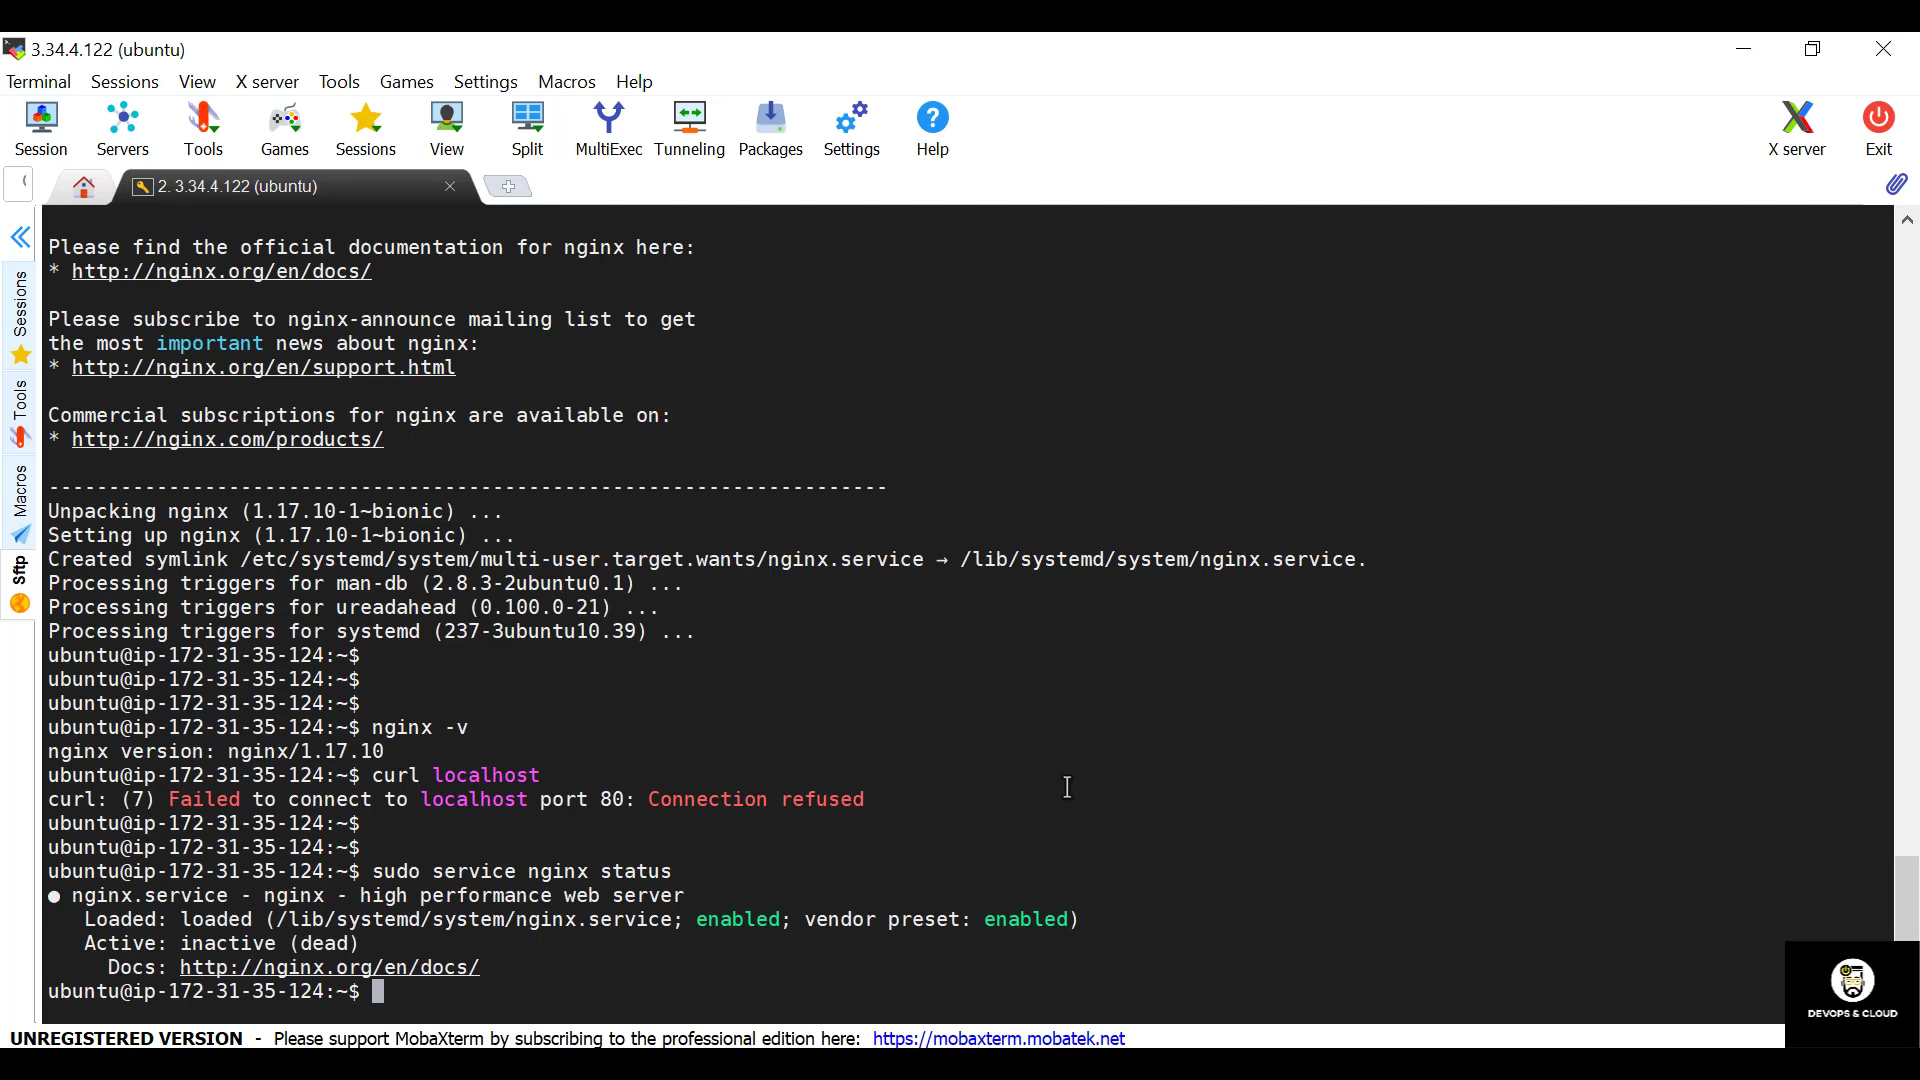 3.34.4.122 (ubuntu)
Terminal Sessions View X server Tools Games Settings Macros Help
Session Servers Tools Games Sessions View Split MultiExec Tunneling Packages Settings Help X server Exit
2. 3.34.4.122 (ubuntu)
Sessions
Tools
Macros
Sftp
Please find the official documentation for nginx here:
* http://nginx.org/en/docs/
Please subscribe to nginx-announce mailing list to get
the most important news about nginx:
* http://nginx.org/en/support.html
Commercial subscriptions for nginx are available on:
* http://nginx.com/products/
----------------------------------------------------------------------
Unpacking nginx (1.17.10-1~bionic) ...
Setting up nginx (1.17.10-1~bionic) ...
Created symlink /etc/systemd/system/multi-user.target.wants/nginx.service → /lib/systemd/system/nginx.service.
Processing triggers for man-db (2.8.3-2ubuntu0.1) ...
Processing triggers for ureadahead (0.100.0-21) ...
Processing triggers for systemd (237-3ubuntu10.39) ...
ubuntu@ip-172-31-35-124:~$
ubuntu@ip-172-31-35-124:~$
ubuntu@ip-172-31-35-124:~$
ubuntu@ip-172-31-35-124:~$ nginx -v
nginx version: nginx/1.17.10
ubuntu@ip-172-31-35-124:~$ curl localhost
curl: (7) Failed to connect to localhost port 80: Connection refused
ubuntu@ip-172-31-35-124:~$
ubuntu@ip-172-31-35-124:~$
ubuntu@ip-172-31-35-124:~$ sudo service nginx status
● nginx.service - nginx - high performance web server
Loaded: loaded (/lib/systemd/system/nginx.service; enabled; vendor preset: enabled)
Active: inactive (dead)
Docs: http://nginx.org/en/docs/
ubuntu@ip-172-31-35-124:~$
DEVOPS & CLOUD
UNREGISTERED VERSION - Please support MobaXterm by subscribing to the professional edition here: https://mobaxterm.mobatek.net